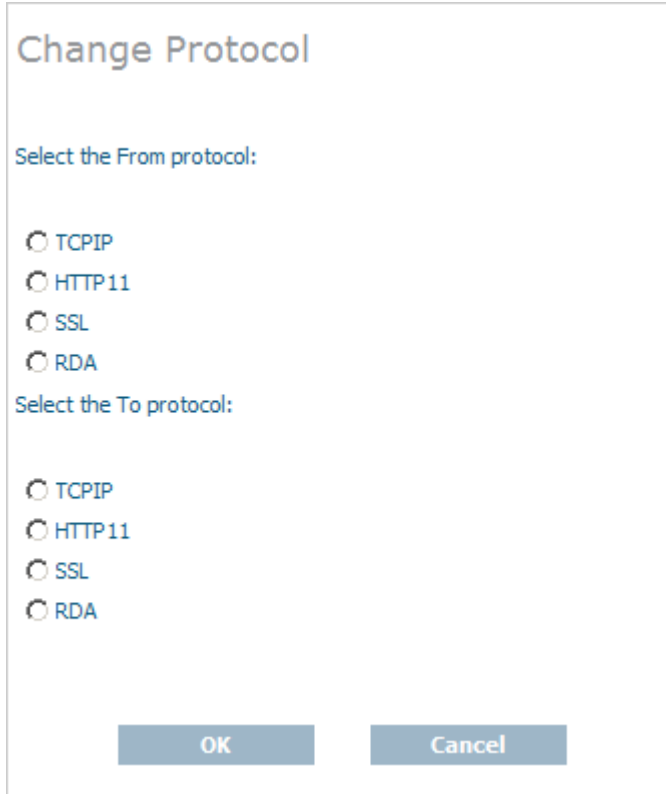 Change Protocol
Select the From protocol:
TCPIP
HTTP11
SSL
RDA
Select the To protocol:
TCPIP
HTTP11
SSL
RDA
OK Cancel